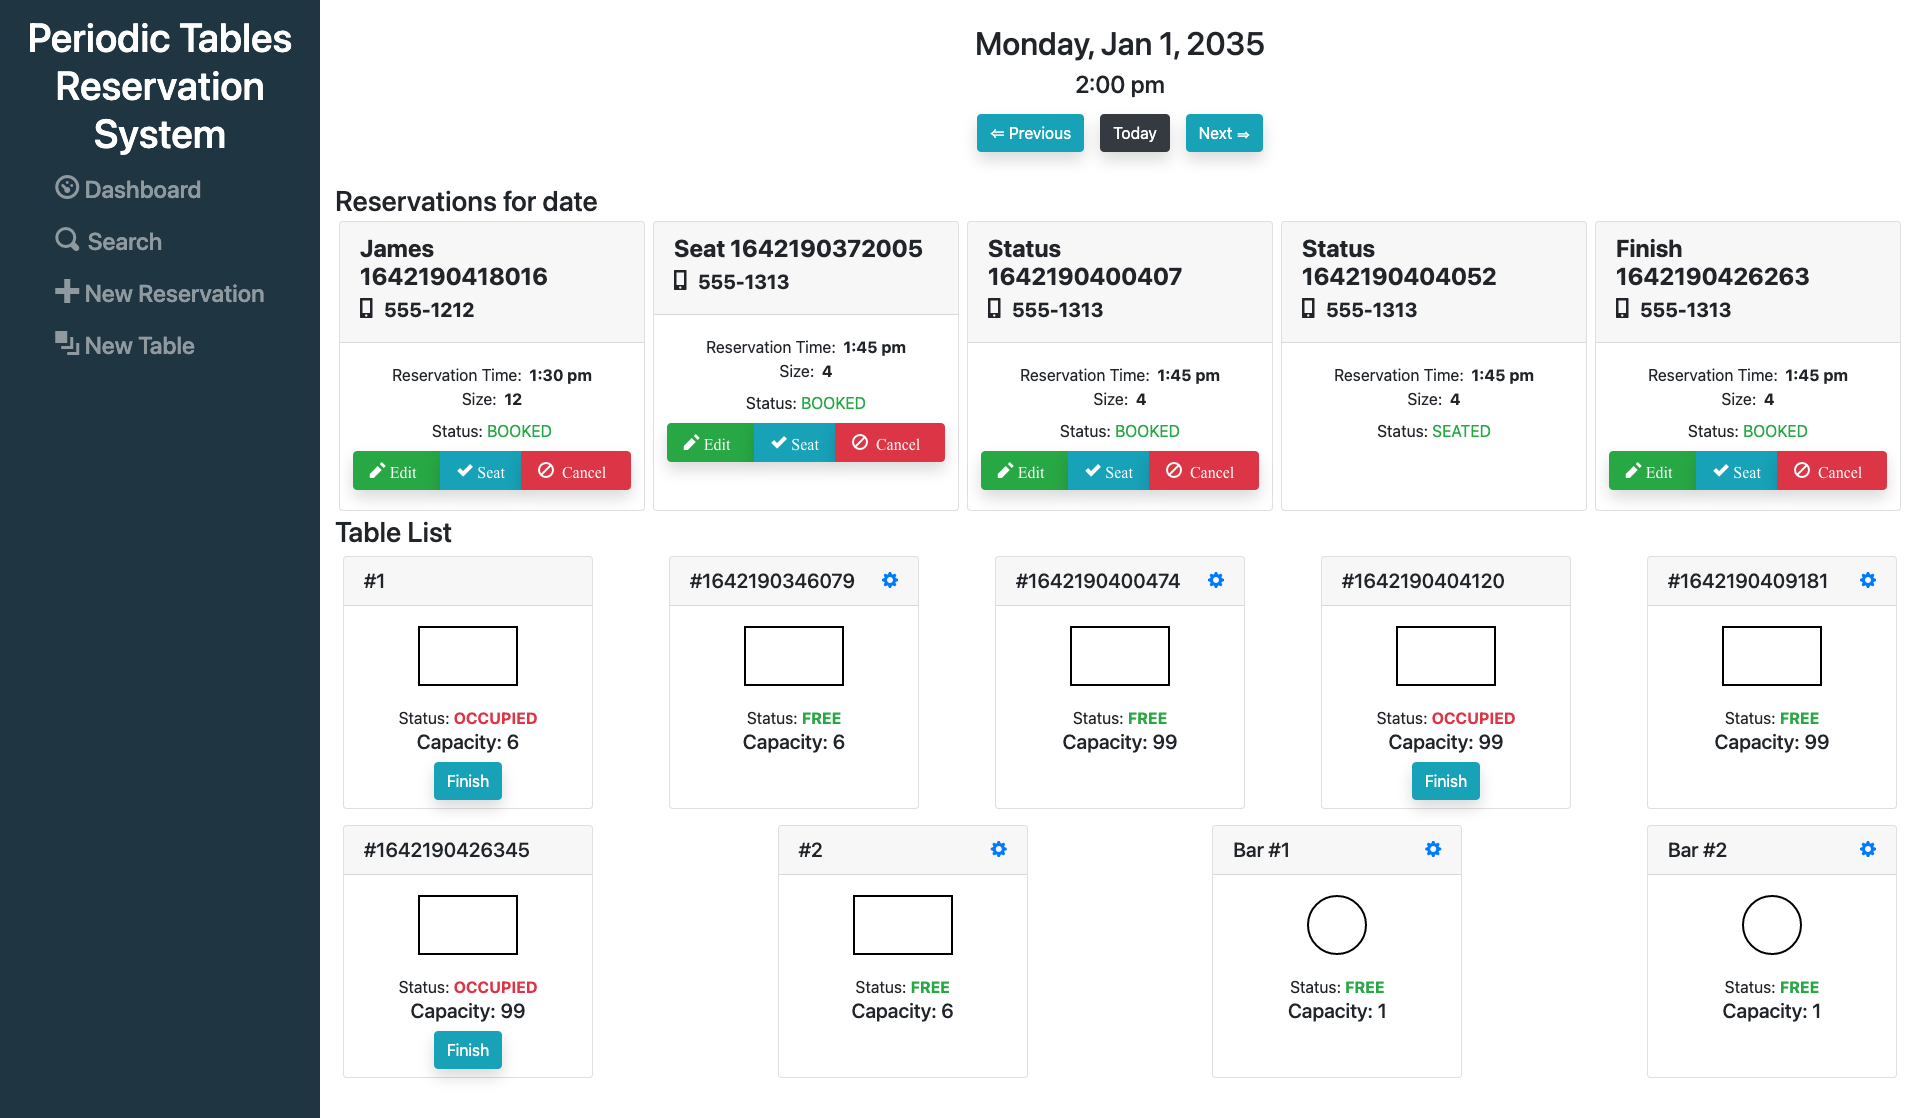 Periodic Tables
Reservation
System
Dashboard
Search
New Reservation
New Table
Monday, Jan 1, 2035
2:00 pm
⇐ Previous
Today
Next ⇒
Reservations for date
James
1642190418016
555-1212
Reservation Time: 1:30 pm
Size: 12
Status: BOOKED
Edit
Seat
Cancel
Seat 1642190372005
555-1313
Reservation Time: 1:45 pm
Size: 4
Status: BOOKED
Edit
Seat
Cancel
Status
1642190400407
555-1313
Reservation Time: 1:45 pm
Size: 4
Status: BOOKED
Edit
Seat
Cancel
Status
1642190404052
555-1313
Reservation Time: 1:45 pm
Size: 4
Status: SEATED
Finish
1642190426263
555-1313
Reservation Time: 1:45 pm
Size: 4
Status: BOOKED
Edit
Seat
Cancel
Table List
#1
Status: OCCUPIED
Capacity: 6
Finish
#1642190346079
Status: FREE
Capacity: 6
#1642190400474
Status: FREE
Capacity: 99
#1642190404120
Status: OCCUPIED
Capacity: 99
Finish
#1642190409181
Status: FREE
Capacity: 99
#1642190426345
Status: OCCUPIED
Capacity: 99
Finish
#2
Status: FREE
Capacity: 6
Bar #1
Status: FREE
Capacity: 1
Bar #2
Status: FREE
Capacity: 1